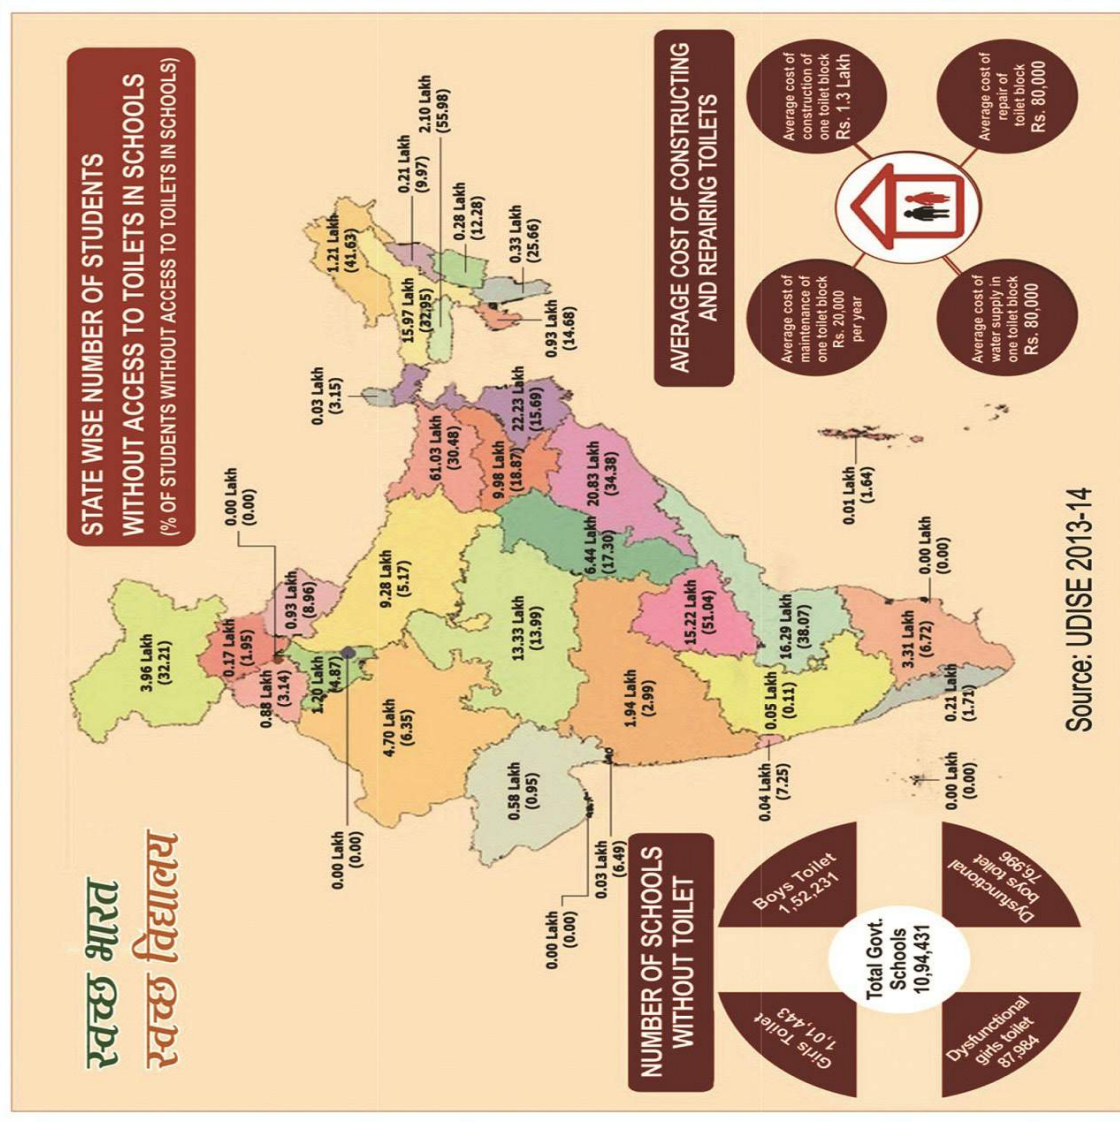 स्वच्छ भारत
स्वच्छ विद्यालय
STATE WISE NUMBER OF STUDENTS
WITHOUT ACCESS TO TOILETS IN SCHOOLS
(% OF STUDENTS WITHOUT ACCESS TO TOILETS IN SCHOOLS)
3.96 Lakh
(32.21)
0.17 Lakh
(1.95)
0.00 Lakh
(0.00)
0.93 Lakh
(8.96)
0.88 Lakh
(3.14)
1.20 Lakh
(4.87)
0.00 Lakh
(0.00)
4.70 Lakh
(6.35)
9.28 Lakh
(5.17)
0.03 Lakh
(3.15)
1.21 Lakh
(41.63)
15.97 Lakh
(32.95)
0.21 Lakh
(9.97)
2.10 Lakh
(55.98)
0.28 Lakh
(12.28)
0.33 Lakh
(25.66)
0.93 Lakh
(14.68)
61.03 Lakh
(30.48)
9.98 Lakh
(18.87)
22.23 Lakh
(15.69)
0.58 Lakh
(0.95)
13.33 Lakh
(13.99)
6.44 Lakh
(17.30)
20.83 Lakh
(34.38)
0.00 Lakh
(0.00)
0.03 Lakh
(6.49)
1.94 Lakh
(2.99)
15.22 Lakh
(51.04)
16.29 Lakh
(38.07)
0.05 Lakh
(0.11)
0.04 Lakh
(7.25)
0.01 Lakh
(1.64)
3.31 Lakh
(6.72)
0.00 Lakh
(0.00)
0.21 Lakh
(1.71)
0.00 Lakh
(0.00)
NUMBER OF SCHOOLS
WITHOUT TOILET
Girls Toilet
1,01,443
Boys Toilet
1,52,231
Total Govt.
Schools
10,94,431
Dysfunctional
girls toilet
87,984
Dysfunctional
boys toilet
76,996
AVERAGE COST OF CONSTRUCTING
AND REPAIRING TOILETS
Average cost of
maintenance of
one toilet block
Rs. 20,000
per year
Average cost of
construction of
one toilet block
Rs. 1.3 Lakh
Average cost of
water supply in
one toilet block
Rs. 80,000
Average cost of
repair of
toilet block
Rs. 80,000
Source: UDISE 2013-14